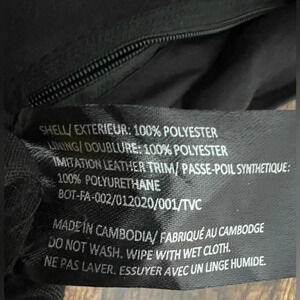 SHELL/ EXTERIEUR: 100% POLYESTER
LINING/ DOUBLURE: 100% POLYESTER
IMITATION LEATHER TRIM/ PASSE-POIL SYNTHETIQUE:
100% POLYURETHANE
BOT-FA-002/012020/001/TVC
MADE IN CAMBODIA/ FABRIQUÉ AU CAMBODGE
DO NOT WASH. WIPE WITH WET CLOTH.
NE PAS LAVER. ESSUYER AVEC UN LINGE HUMIDE.